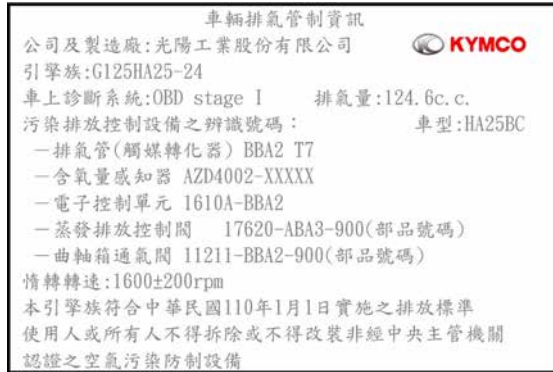 車輛排氣管制資訊
公司及製造廠:光陽工業股份有限公司 KYMCO
引擎族:G125HA25-24
車上診斷系統:OBD stage I 排氣量:124.6c.c.
污染排放控制設備之辨識號碼： 車型:HA25BC
－排氣管(觸媒轉化器) BBA2 T7
－含氧量感知器 AZD4002-XXXXX
－電子控制單元 1610A-BBA2
－蒸發排放控制閥 17620-ABA3-900(部品號碼)
－曲軸箱通氣閥 11211-BBA2-900(部品號碼)
惰轉轉速:1600±200rpm
本引擎族符合中華民國110年1月1日實施之排放標準
使用人或所有人不得拆除或不得改裝非經中央主管機關
認證之空氣污染防制設備